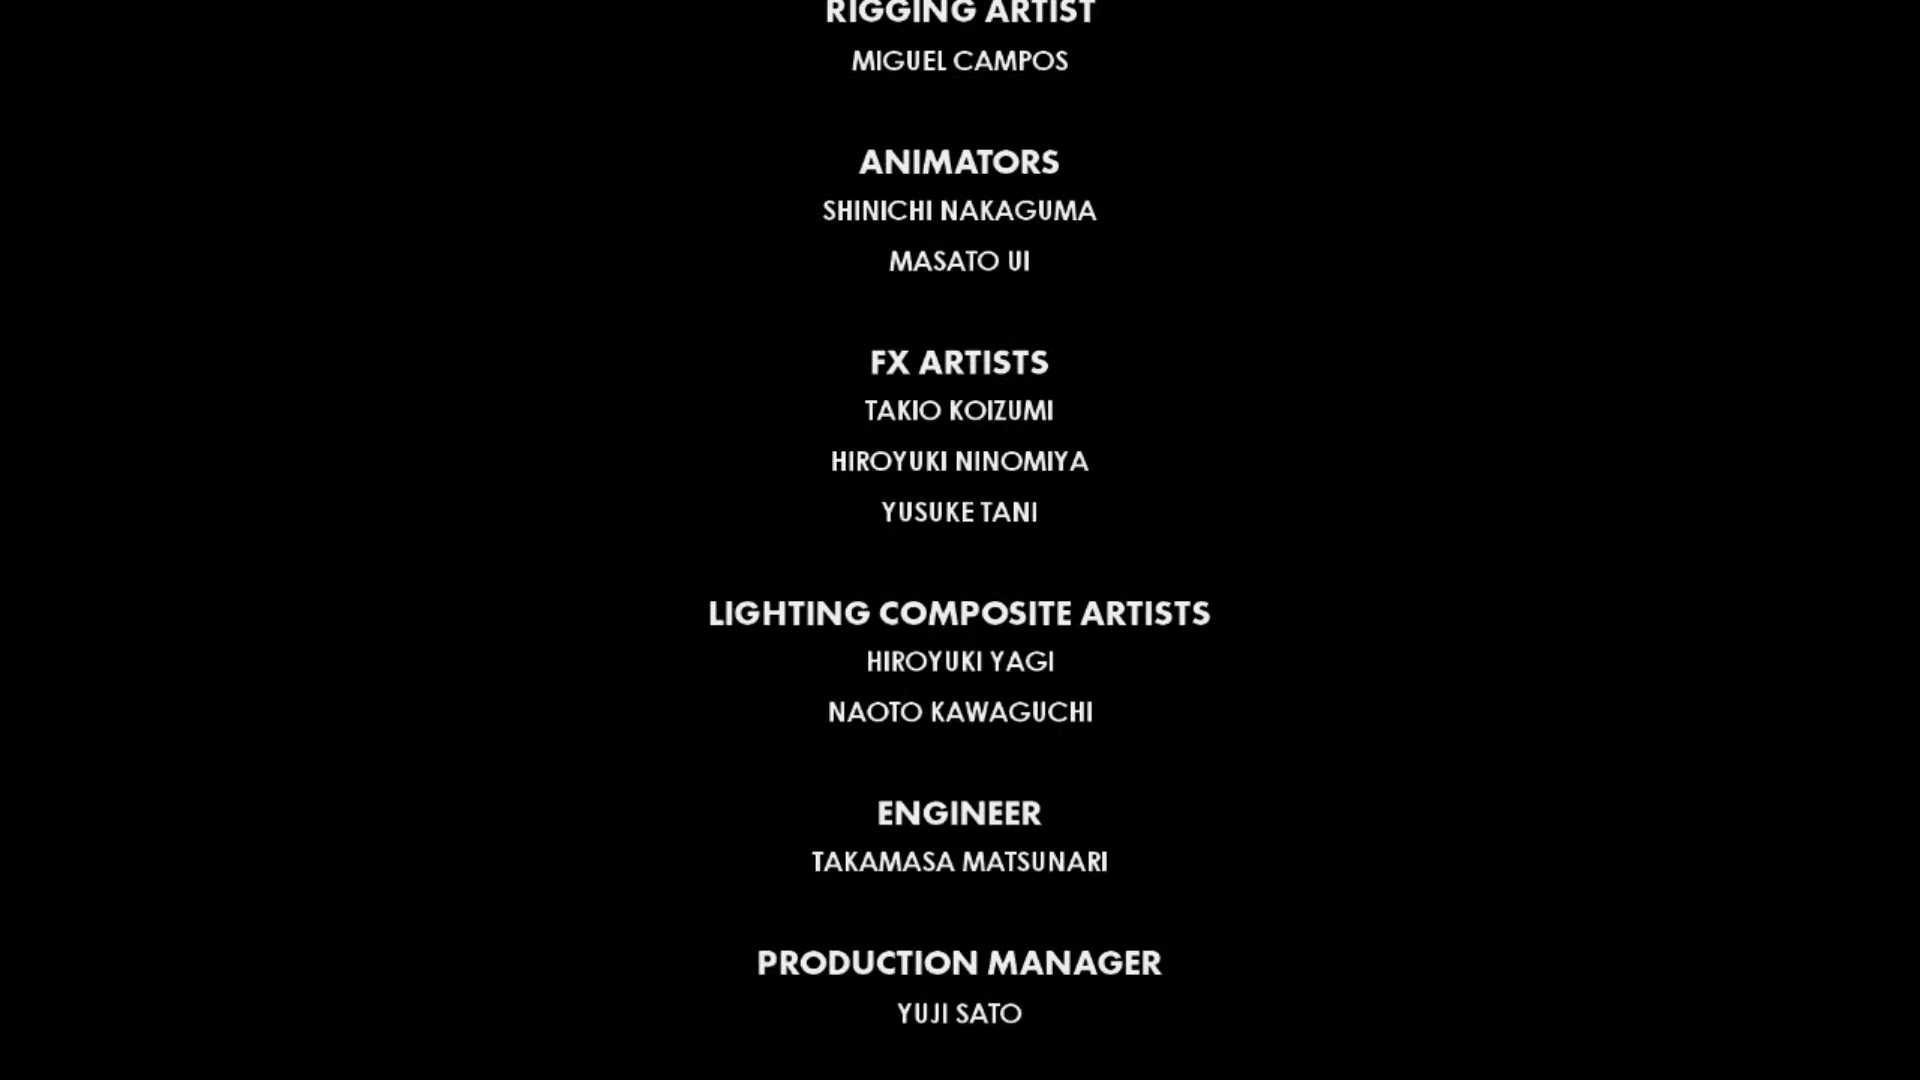 RIGGING ARTIST
MIGUEL CAMPOS
ANIMATORS
SHINICHI NAKAGUMA
MASATO UI
FX ARTISTS
TAKIO KOIZUMI
HIROYUKI NINOMIYA
YUSUKE TANI
LIGHTING COMPOSITE ARTISTS
HIROYUKI YAGI
NAOTO KAWAGUCHI
ENGINEER
TAKAMASA MATSUNARI
PRODUCTION MANAGER
YUJI SATO